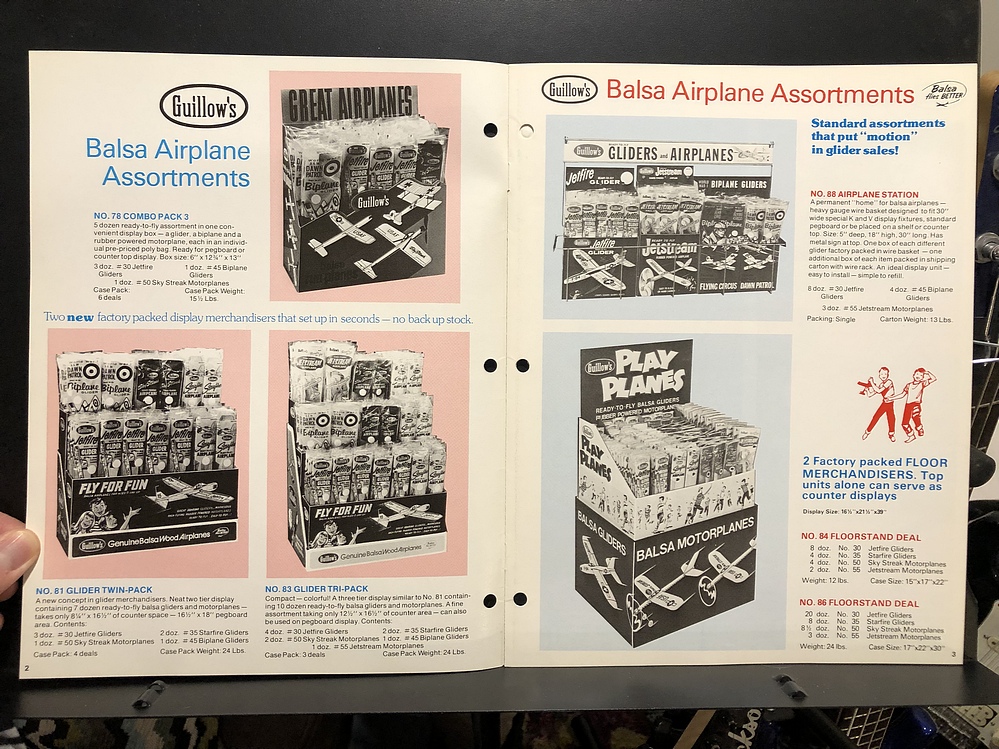 Guillow's
Balsa Airplane
Assortments
NO. 78 COMBO PACK 3
5 dozen ready-to-fly assortment in one con-
venient display box — a glider, a biplane and a
rubber powered motorplane, each in an individ-
ual pre-priced poly bag. Ready for pegboard or
counter top display. Box size: 6" x 12¾" x 13"
3 doz. #30 Jetfire Gliders
1 doz. #45 Biplane Gliders
1 doz. #50 Sky Streak Motorplanes
Case Pack: 6 deals
Case Pack Weight: 15½ Lbs.
GREAT AIRPLANES
Guillow's
Two new factory packed display merchandisers that set up in seconds — no back up stock.
FLY FOR FUN
Guillow's Genuine Balsa Wood Airplanes
FLY FOR FUN
Guillow's Genuine Balsa Wood Airplanes
NO. 81 GLIDER TWIN-PACK
A new concept in glider merchandisers. Neat two tier display
containing 7 dozen ready-to-fly balsa gliders and motorplanes —
takes only 8¼" x 16½" of counter space — 16½" x 18" pegboard
area. Contents:
3 doz. #30 Jetfire Gliders 2 doz. #35 Starfire Gliders
1 doz. #50 Sky Streak Motorplanes 1 doz. #45 Biplane Gliders
Case Pack: 4 deals Case Pack Weight: 24 Lbs.
2
NO. 83 GLIDER TRI-PACK
Compact — colorful! A three tier display similar to No. 81 contain-
ing 10 dozen ready-to-fly balsa gliders and motorplanes. A fine
assortment taking only 12½" x 16½" of counter area — can also
be used on pegboard display. Contents:
4 doz. #30 Jetfire Gliders 2 doz. #35 Starfire Gliders
2 doz. #50 Sky Streak Motorplanes 1 doz. #45 Biplane Gliders
1 doz. #55 Jetstream Motorplanes
Case Pack: 3 deals Case Pack Weight: 24 Lbs.
Guillow's Balsa Airplane Assortments
Balsa flies BETTER
Guillow's GLIDERS and AIRPLANES
Jetfire GLIDER
Jetstream
BIPLANE GLIDERS
Jetfire
Jetstream
FLYING CIRCUS DAWN PATROL
Standard assortments
that put "motion"
in glider sales!
NO. 88 AIRPLANE STATION
A permanent "home" for balsa airplanes —
heavy gauge wire basket designed to fit 30"
wide special K and V display fixtures, standard
pegboard or be placed on a shelf or counter
top. Size: 5" deep, 18" high, 30" long. Has
metal sign at top. One box of each different
glider packed in wire basket — one
additional box of each item packed in shipping
carton with wire rack. An ideal display unit —
easy to install — simple to refill.
8 doz. #30 Jetfire Gliders
4 doz. #45 Biplane Gliders
3 doz. #55 Jetstream Motorplanes
Packing: Single Carton Weight: 13 Lbs.
Guillow's
PLAY
PLANES
READY-TO-FLY BALSA GLIDERS
RUBBER POWERED MOTORPLANES
PLAY
PLANES
BALSA GLIDERS
BALSA MOTORPLANES
2 Factory packed FLOOR
MERCHANDISERS. Top
units alone can serve as
counter displays
Display Size: 16½"x21½"x39"
NO. 84 FLOORSTAND DEAL
8 doz. No. 30 Jetfire Gliders
4 doz. No. 35 Starfire Gliders
4 doz. No. 50 Sky Streak Motorplanes
2 doz. No. 55 Jetstream Motorplanes
Weight: 12 lbs. Case Size: 15"x17"x22"
NO. 86 FLOORSTAND DEAL
20 doz. No. 30 Jetfire Gliders
8 doz. No. 35 Starfire Gliders
8½ doz. No. 50 Sky Streak Motorplanes
3 doz. No. 55 Jetstream Motorplanes
Weight: 24 lbs. Case Size: 17"x22"x30"
3